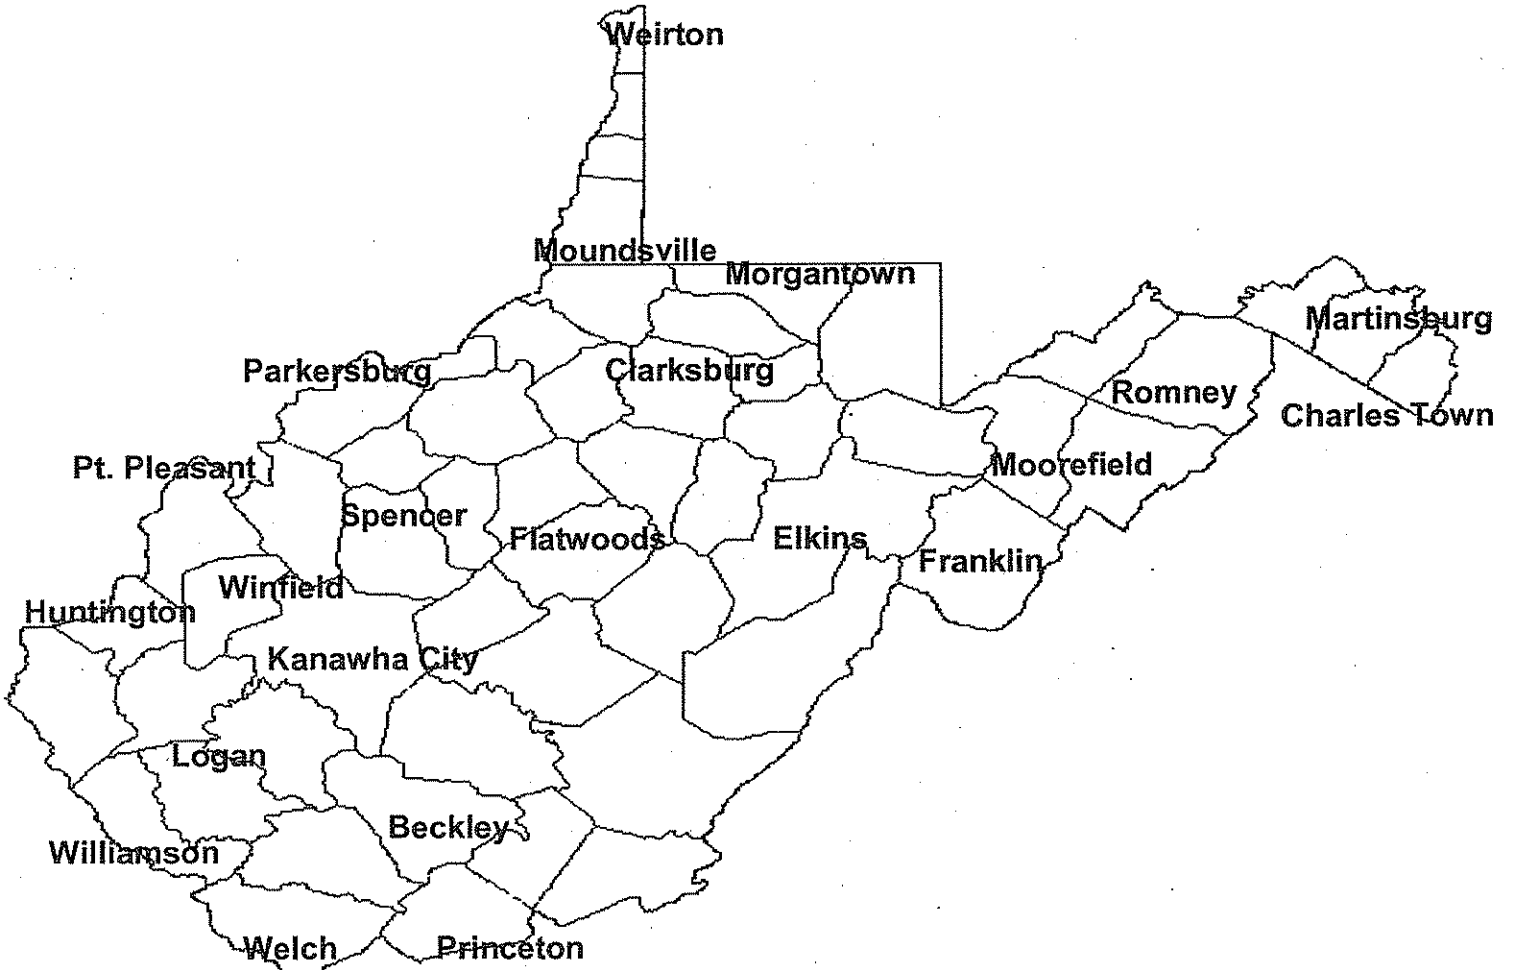 Weirton
Moundsville
Morgantown
Martinsburg
Parkersburg
Clarksburg
Romney
Charles Town
Pt. Pleasant
Moorefield
Spencer
Flatwoods
Elkins
Franklin
Winfield
Huntington
Kanawha City
Logan
Beckley
Williamson
Welch
Princeton